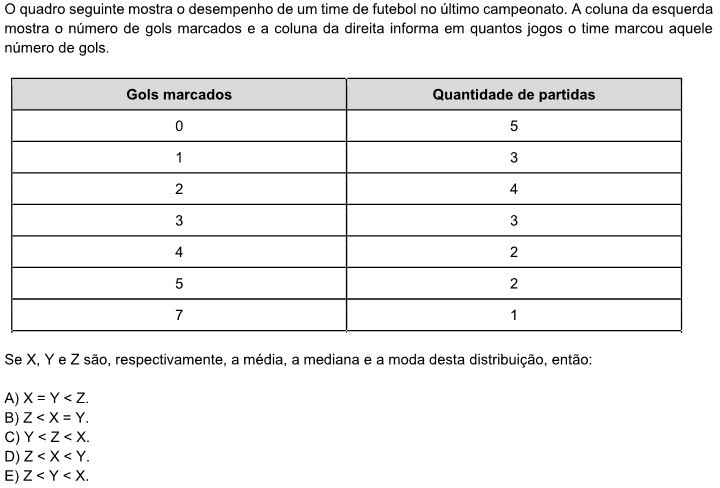 O quadro seguinte mostra o desempenho de um time de futebol no último campeonato. A coluna da esquerda
mostra o número de gols marcados e a coluna da direita informa em quantos jogos o time marcou aquele
número de gols.
Gols marcados Quantidade de partidas
0 5
1 3
2 4
3 3
4 2
5 2
7 1
Se X, Y e Z são, respectivamente, a média, a mediana e a moda desta distribuição, então:
A) X = Y < Z.
B) Z < X = Y.
C) Y < Z < X.
D) Z < X < Y.
E) Z < Y < X.